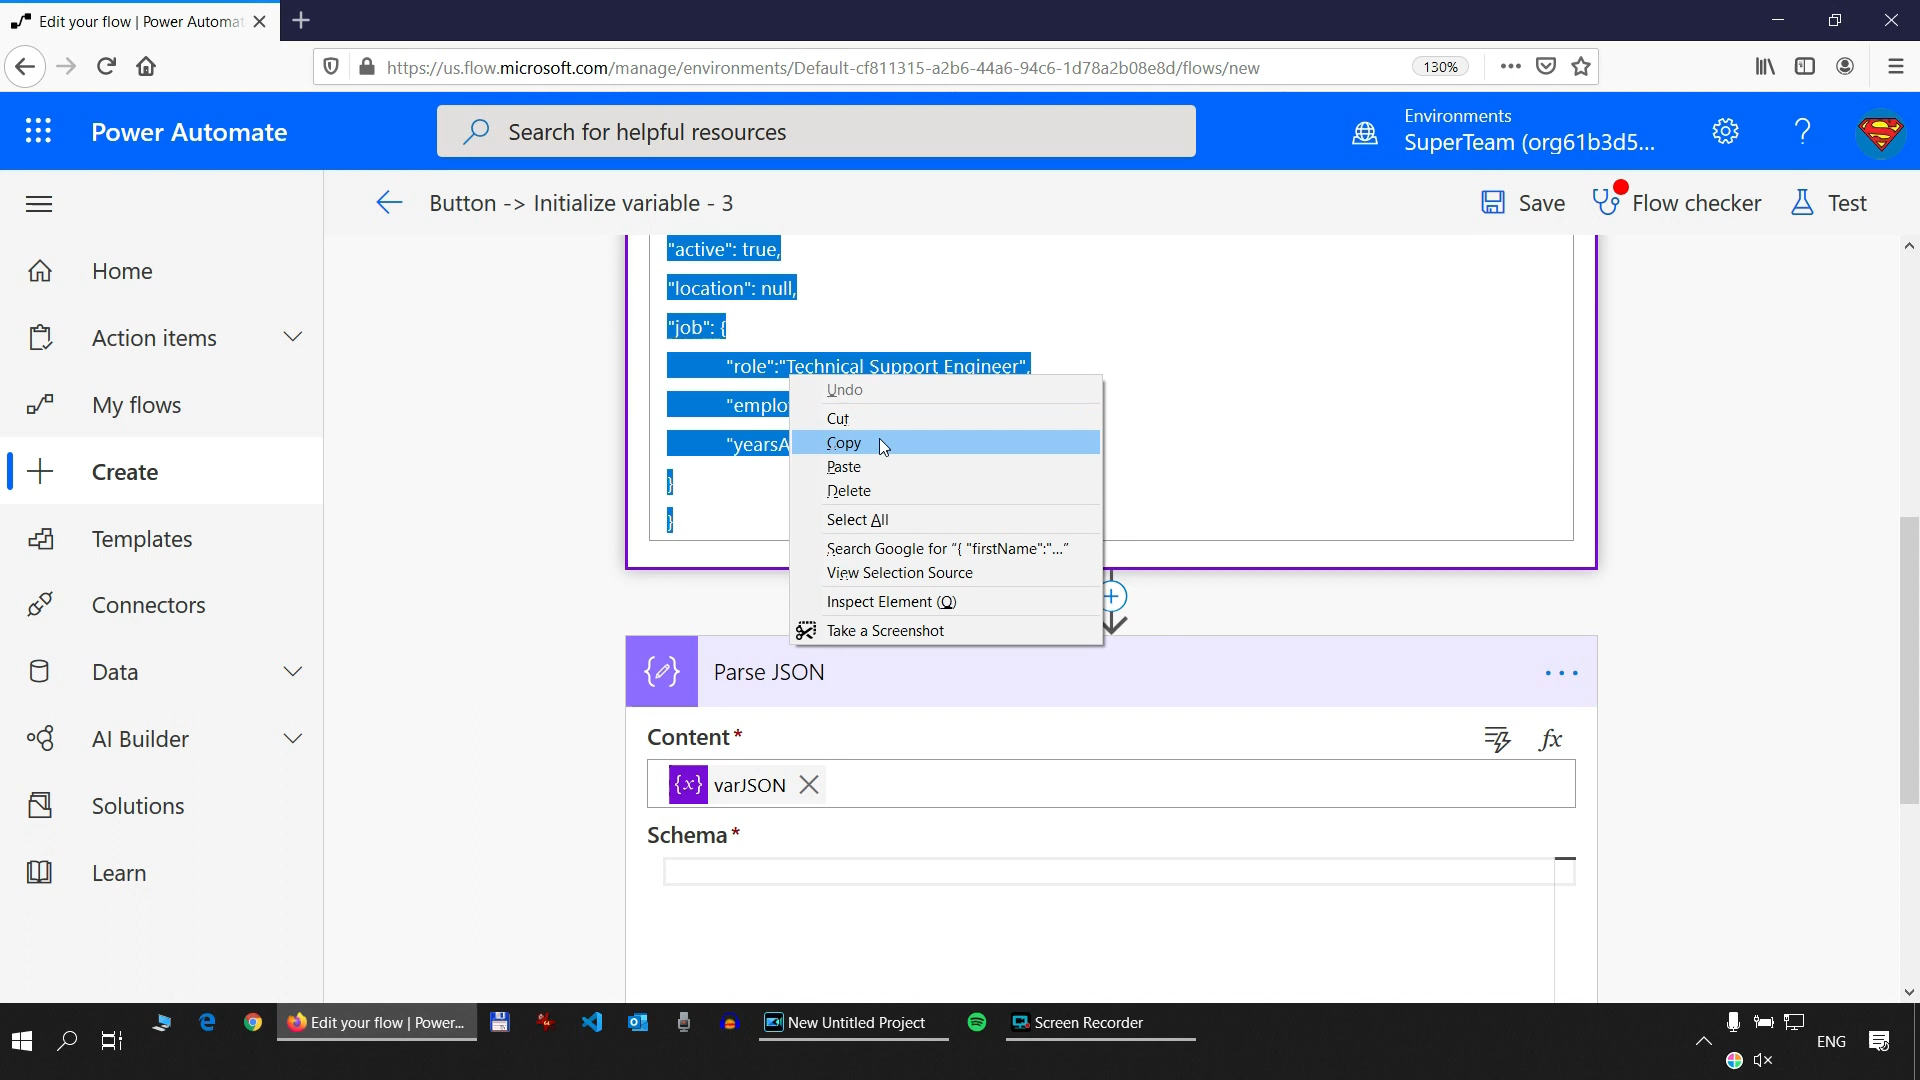 Edit your flow | Power Automat
https://us.flow.microsoft.com/manage/environments/Default-cf811315-a2b6-44a6-94c6-1d78a2b08e8d/flows/new
130%
Power Automate
Search for helpful resources
Environments
SuperTeam (org61b3d5...
Button -> Initialize variable - 3
Save
Flow checker
Test
Home
Action items
My flows
Create
Templates
Connectors
Data
AI Builder
Solutions
Learn
"active": true,
"location": null,
"job": {
"role":"Technical Support Engineer",
"emplo
"yearsA
}
}
Undo
Cut
Copy
Paste
Delete
Select All
Search Google for “{ "firstName":"...”
View Selection Source
Inspect Element (Q)
Take a Screenshot
Parse JSON
Content*
fx
{x} varJSON
Schema*
Edit your flow | Power...
New Untitled Project
Screen Recorder
ENG